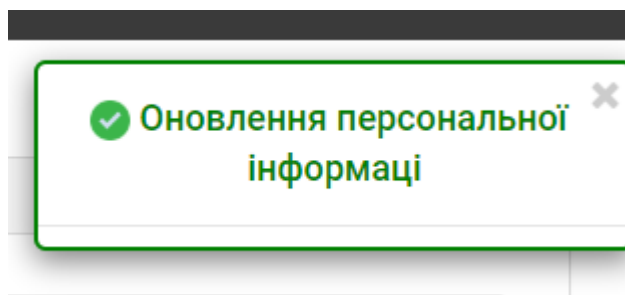 Оновлення персональної
інформаці